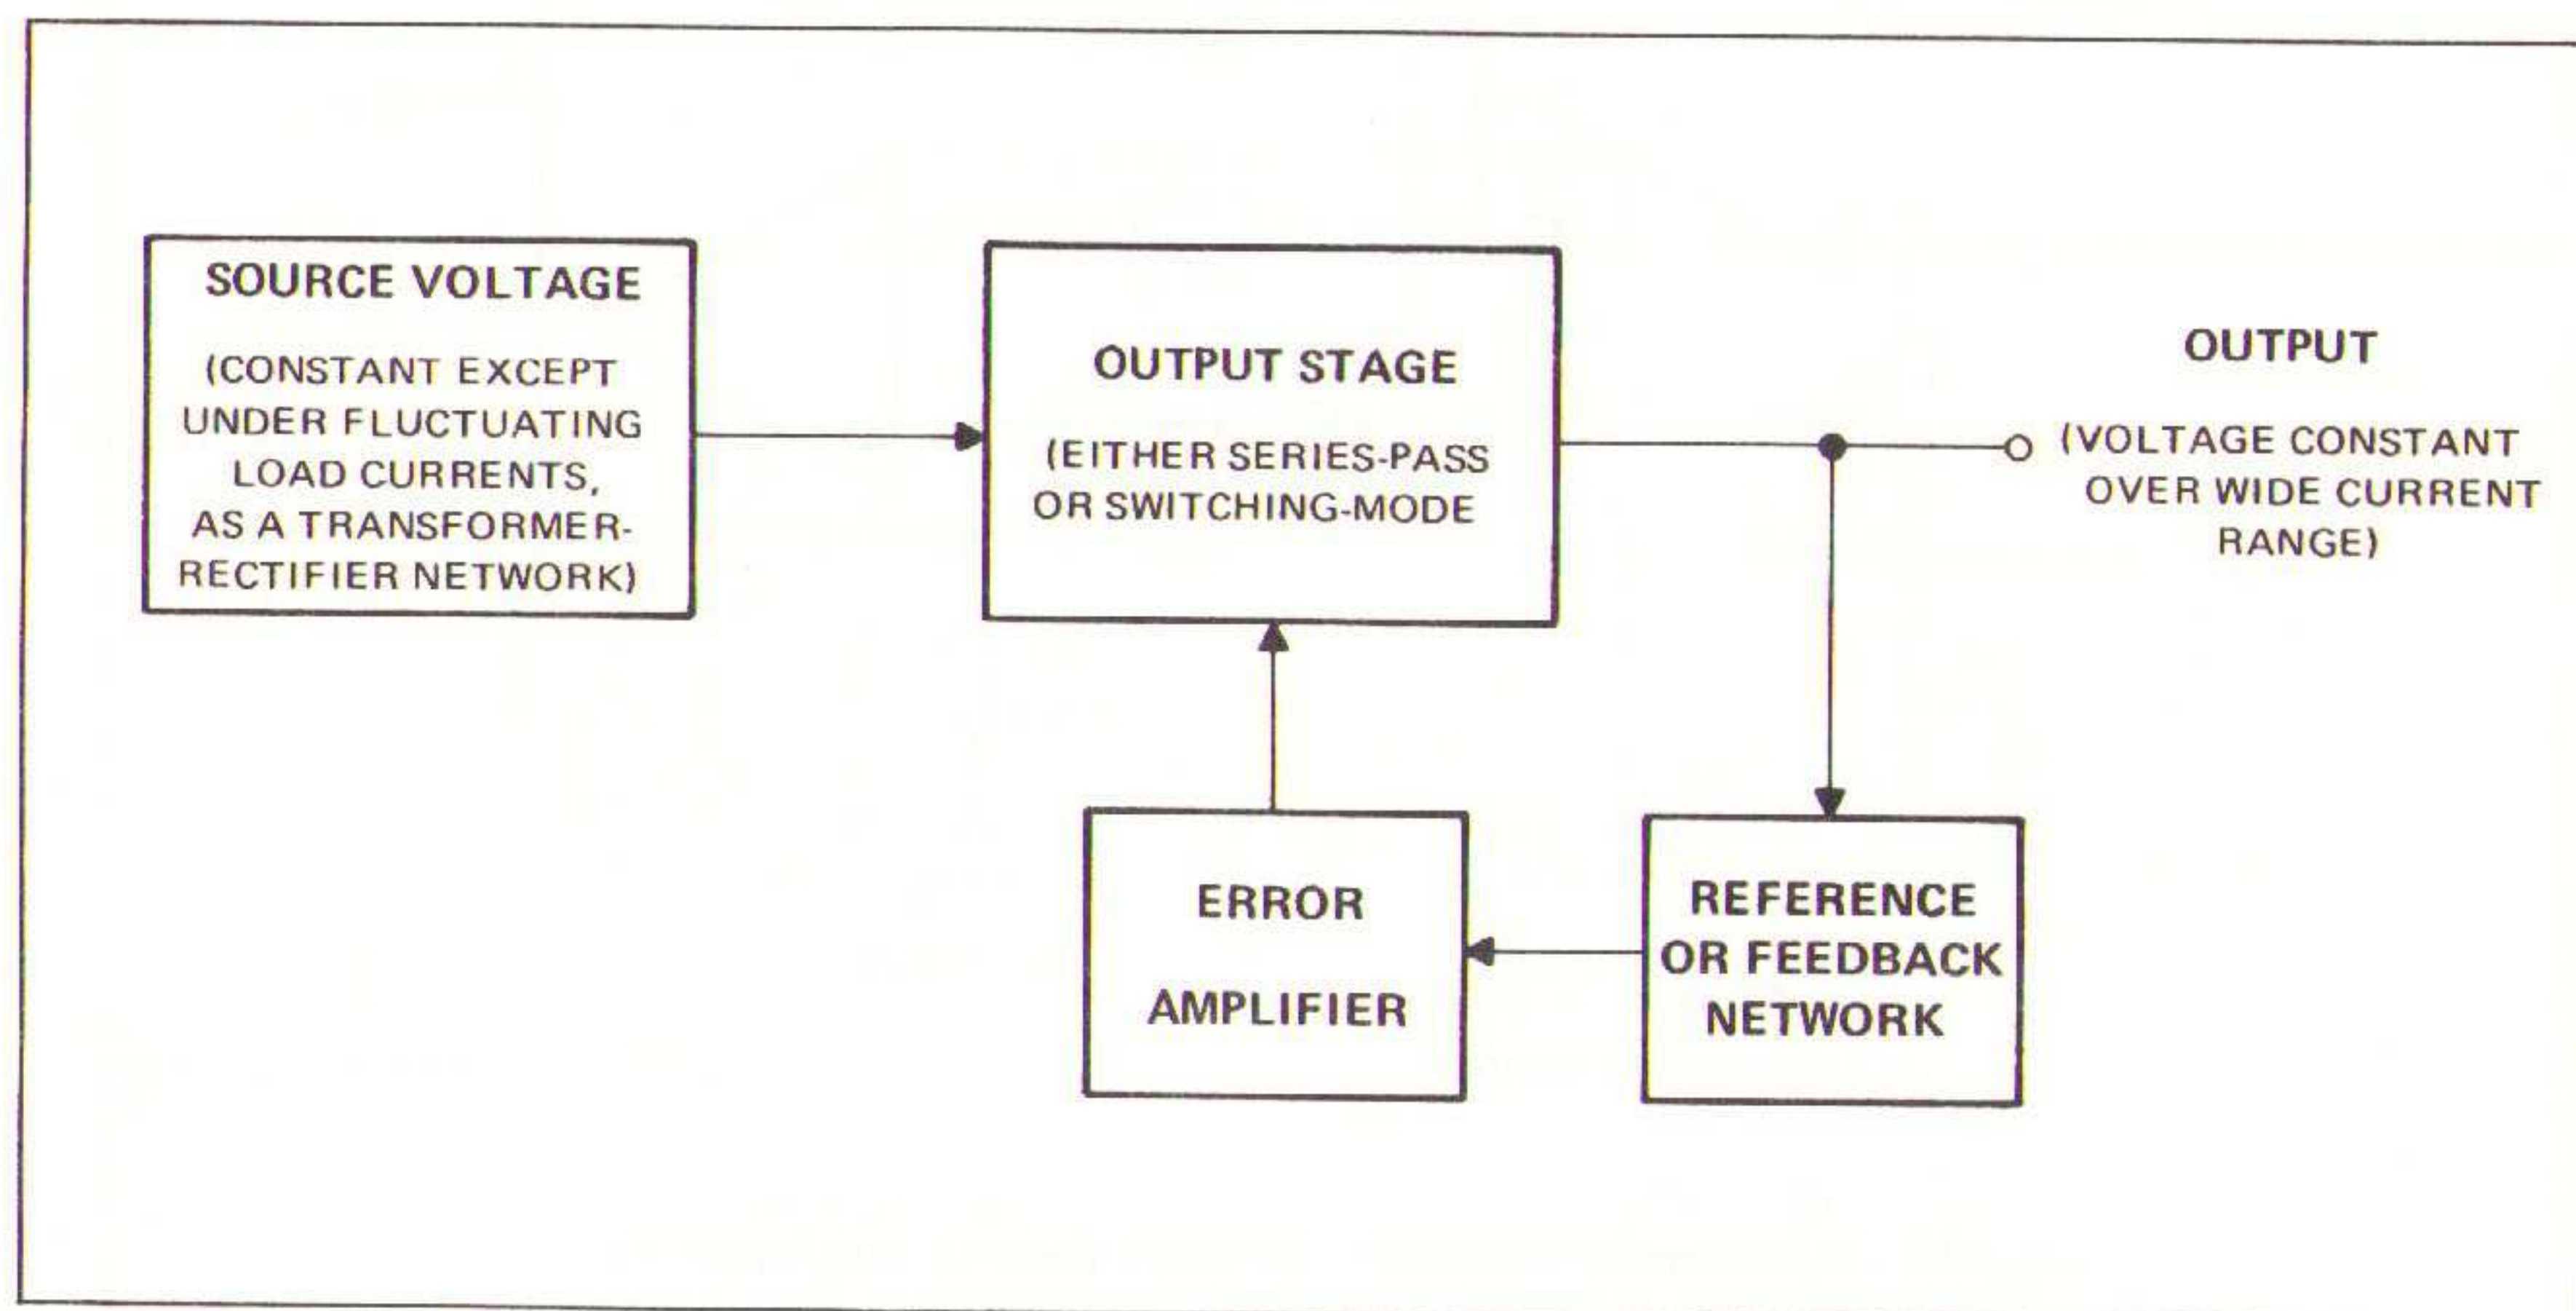 SOURCE VOLTAGE
(CONSTANT EXCEPT
UNDER FLUCTUATING
LOAD CURRENTS,
AS A TRANSFORMER-
RECTIFIER NETWORK)
OUTPUT STAGE
(EITHER SERIES-PASS
OR SWITCHING-MODE
OUTPUT
(VOLTAGE CONSTANT
OVER WIDE CURRENT
RANGE)
ERROR
AMPLIFIER
REFERENCE
OR FEEDBACK
NETWORK